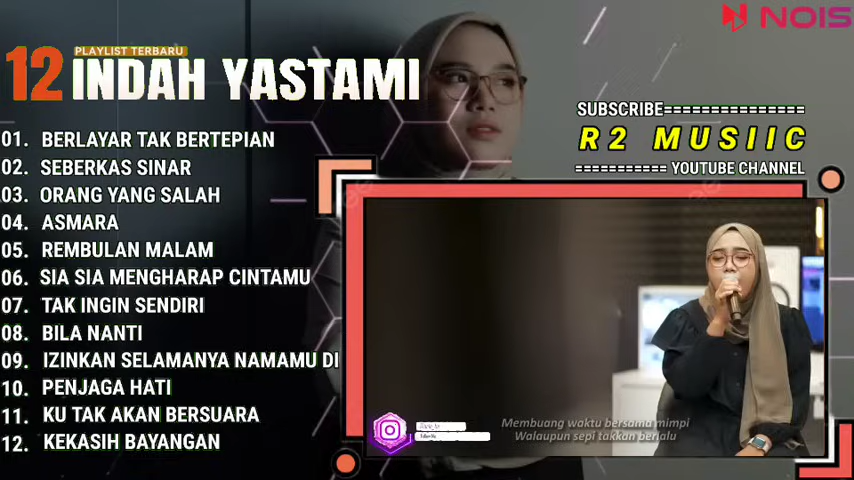 NOIS
PLAYLIST TERBARU
12 INDAH YASTAMI
SUBSCRIBE===============
R2 MUSIIC
=========== YOUTUBE CHANNEL
01. BERLAYAR TAK BERTEPIAN
02. SEBERKAS SINAR
03. ORANG YANG SALAH
04. ASMARA
05. REMBULAN MALAM
06. SIA SIA MENGHARAP CINTAMU
07. TAK INGIN SENDIRI
08. BILA NANTI
09. IZINKAN SELAMANYA NAMAMU DI
10. PENJAGA HATI
11. KU TAK AKAN BERSUARA
12. KEKASIH BAYANGAN
Membuang waktu bersama mimpi
Walaupun sepi takkan berlalu